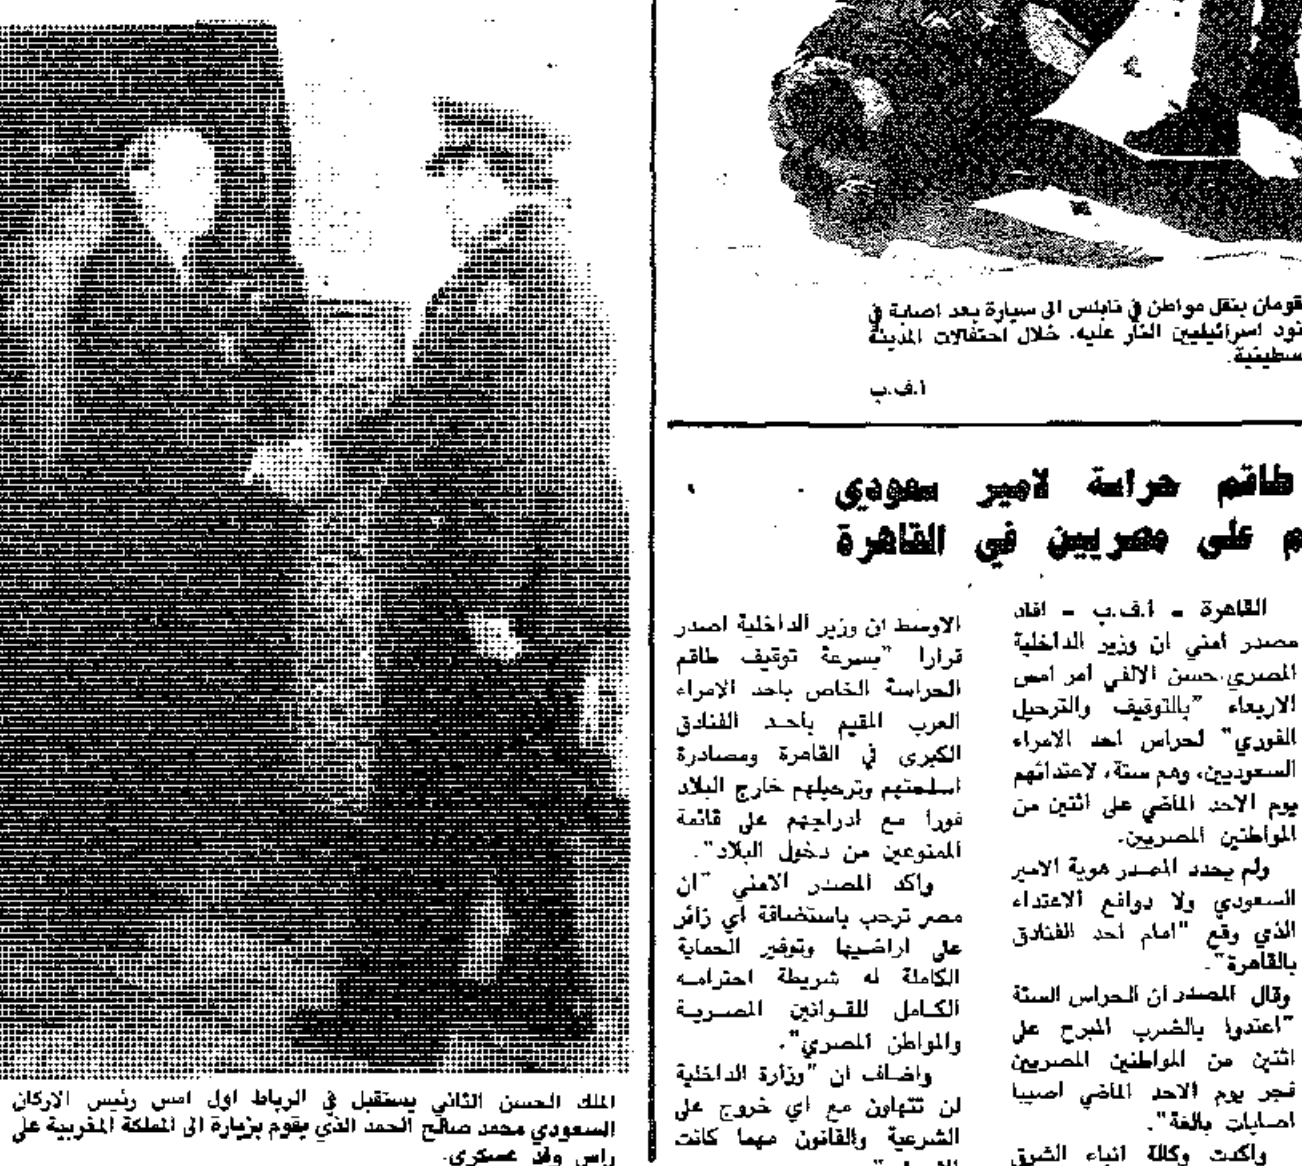 قومان بنقل مواطن في نابلس الى سيارة بعد اصابة في
نود اسرائيليين النار عليه. خلال احتفالات المدينة
سطينية.
ا.ف.ب
طاقم حراسة لامير سعودي
م على مصريين في القاهرة
القاهرة - ا.ف.ب - افاد
مصدر امني ان وزير الداخلية
المصري حسن الالفي امر امس
الاربعاء "بالتوقيف والترحيل
الفوري" لحراس احد الامراء
السعوديين، وهم ستة، لاعتدائهم
يوم الاحد الماضي على اثنين من
المواطنين المصريين.
ولم يحدد المصدر هوية الامير
السعودي ولا دوافع الاعتداء
الذي وقع "امام احد الفنادق
بالقاهرة".
وقال المصدر ان الحراس الستة
"اعتدوا بالضرب المبرح على
اثنين من المواطنين المصريين
فجر يوم الاحد الماضي اصيبا
اصابات بالغة".
واكدت وكالة انباء الشرق
الاوسط ان وزير الداخلية اصدر
قرارا "بسرعة توقيف طاقم
الحراسة الخاص باحد الامراء
العرب المقيم باحد الفنادق
الكبرى في القاهرة ومصادرة
اسلحتهم وترحيلهم خارج البلاد
فورا مع ادراجهم على قائمة
الممنوعين من دخول البلاد".
واكد المصدر الامني "ان
مصر ترحب باستضافة اي زائر
على اراضيها وتوفير الحماية
الكاملة له شريطة احترامه
الكامل للقوانين المصرية
والمواطن المصري".
واضاف ان "وزارة الداخلية
لن تتهاون مع اي خروج على
الشرعية والقانون مهما كانت
الملك الحسن الثاني يستقبل في الرباط اول امس رئيس الاركان
السعودي محمد صالح الحمد الذي يقوم بزيارة الى المملكة المغربية على
راس وفد عسكري.